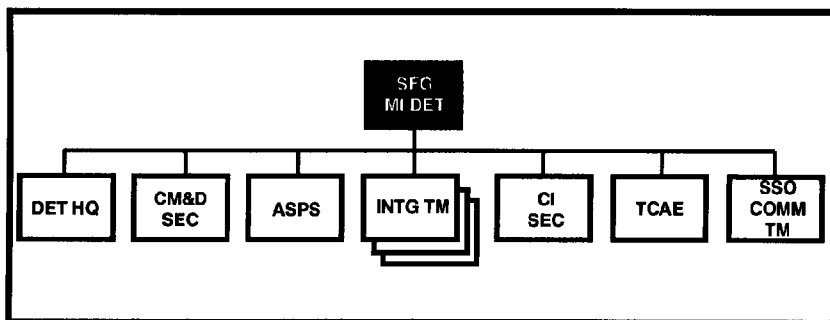 SFG
MI DET
DET HQ
CM&D
SEC
ASPS
INTG TM
CI
SEC
TCAE
SSO
COMM
TM